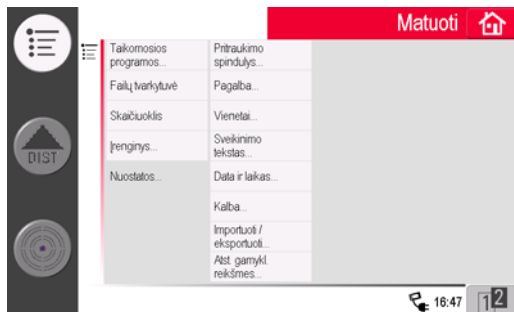 Matuoti
Taikomosios
programos...
Failų tvarkytuvė
Skaičiuoklis
Įrenginys...
Nuostatos...
Pritraukimo
spindulys...
Pagalba...
Vienetai...
Sveikinimo
tekstas...
Data ir laikas...
Kalba...
Importuoti /
eksportuoti...
Atst. gamykl.
reikšmes...
DIST
16:47
1 2